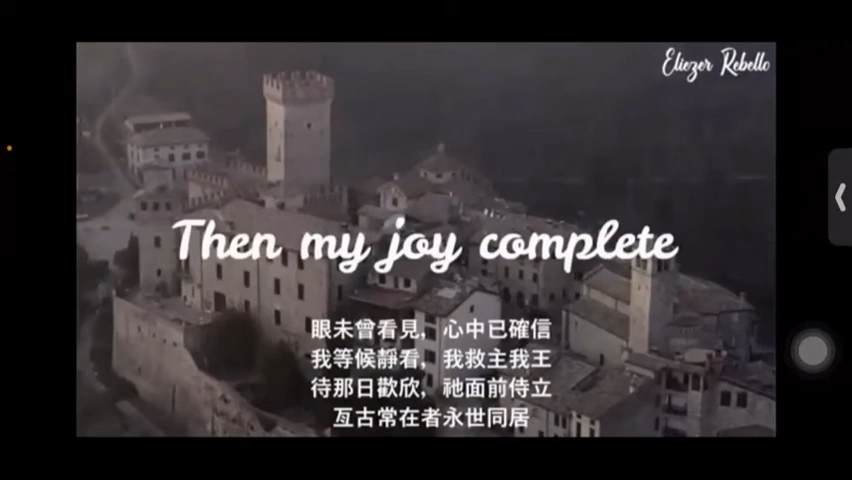 Eliezer Rebello
Then my joy complete
眼未曾看見，心中已確信
我等候靜看，我救主我王
待那日歡欣，祂面前侍立
亙古常在者永世同居